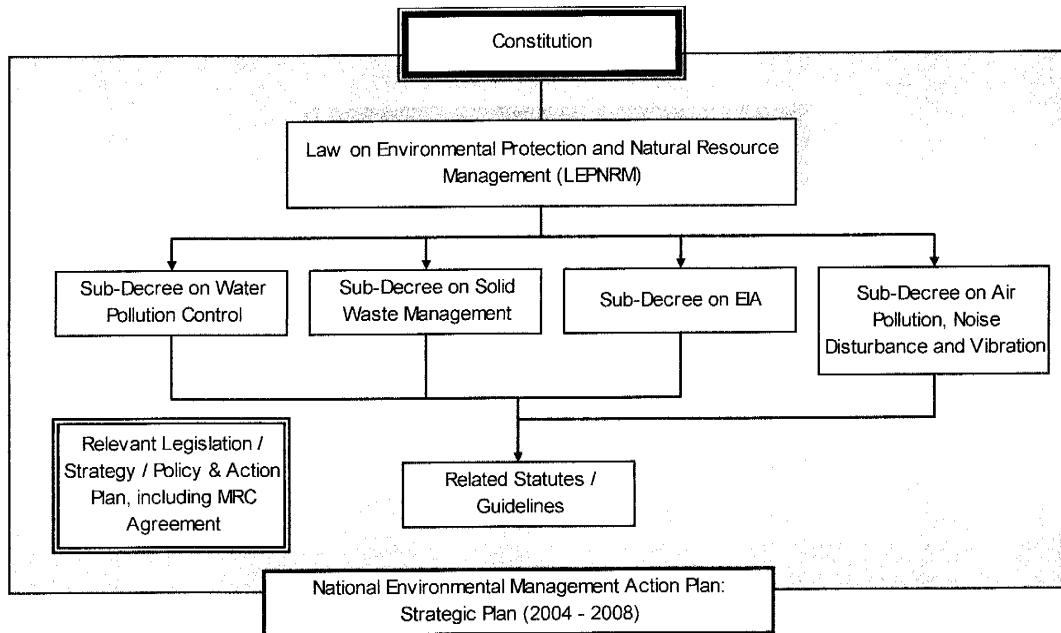 Constitution
Law on Environmental Protection and Natural Resource
Management (LEPNRM)
Sub-Decree on Water
Pollution Control
Sub-Decree on Solid
Waste Management
Sub-Decree on EIA
Sub-Decree on Air
Pollution, Noise
Disturbance and Vibration
Relevant Legislation /
Strategy / Policy & Action
Plan, including MRC
Agreement
Related Statutes /
Guidelines
National Environmental Management Action Plan:
Strategic Plan (2004 - 2008)